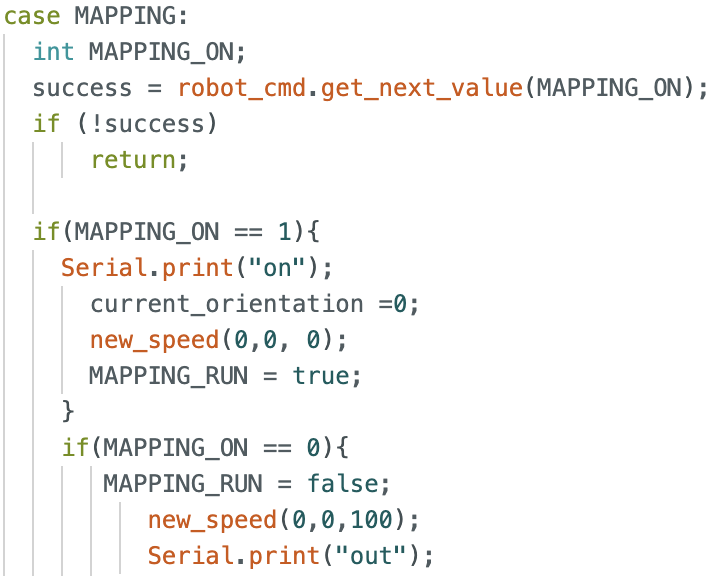 case MAPPING:
int MAPPING_ON;
success = robot_cmd.get_next_value(MAPPING_ON);
if (!success)
return;
if(MAPPING_ON == 1){
Serial.print("on");
current_orientation =0;
new_speed(0,0, 0);
MAPPING_RUN = true;
}
if(MAPPING_ON == 0){
MAPPING_RUN = false;
new_speed(0,0,100);
Serial.print("out");